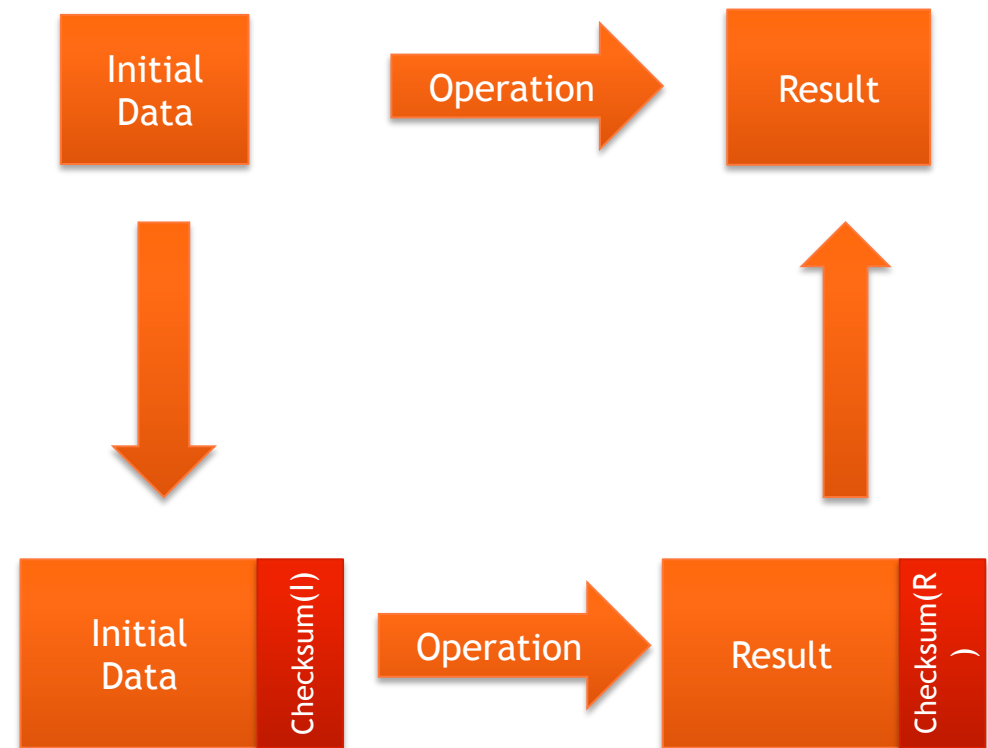 Initial
Data
Operation
Result
Initial
Data
Checksum(I)
Operation
Result
Checksum(R
)